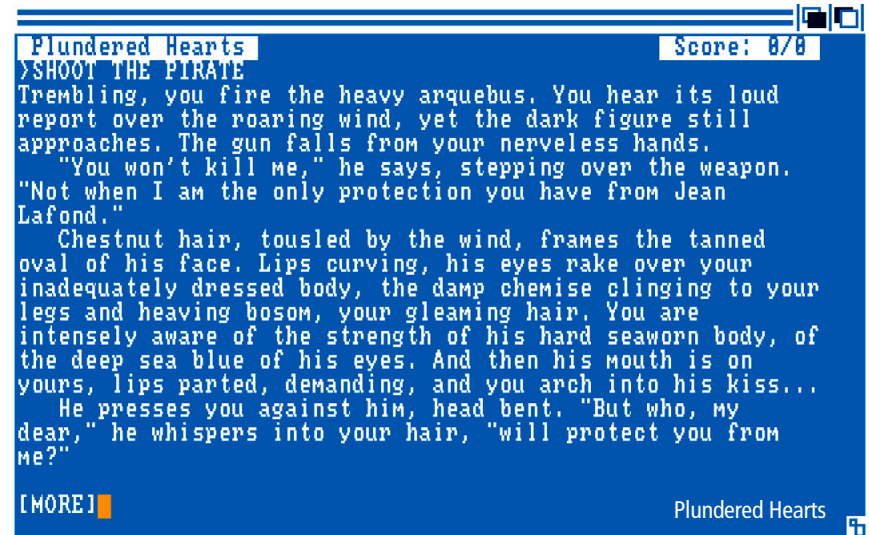 Plundered Hearts Score: 0/0
>SHOOT THE PIRATE
Trembling, you fire the heavy arquebus. You hear its loud
report over the roaring wind, yet the dark figure still
approaches. The gun falls from your nerveless hands.
"You won't kill me," he says, stepping over the weapon.
"Not when I am the only protection you have from Jean
Lafond."
Chestnut hair, tousled by the wind, frames the tanned
oval of his face. Lips curving, his eyes rake over your
inadequately dressed body, the damp chemise clinging to your
legs and heaving bosom, your gleaming hair. You are
intensely aware of the strength of his hard seaworn body, of
the deep sea blue of his eyes. And then his mouth is on
yours, lips parted, demanding, and you arch into his kiss...
He presses you against him, head bent. "But who, my
dear," he whispers into your hair, "will protect you from
me?"
[MORE]
Plundered Hearts